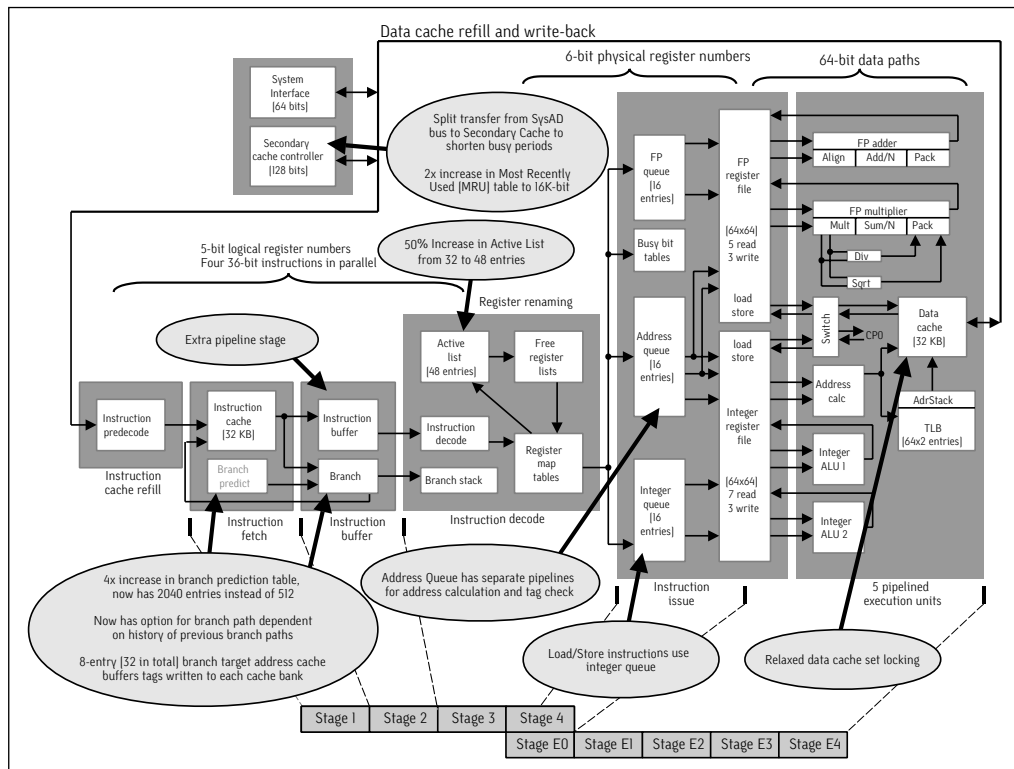 Data cache refill and write-back
6-bit physical register numbers
64-bit data paths
System
Interface
[64 bits]
Secondary
cache controller
[128 bits]
Split transfer from SysAD
bus to Secondary Cache to
shorten busy periods
2x increase in Most Recently
Used [MRU] table to 16K-bit
5-bit logical register numbers
Four 36-bit instructions in parallel
50% Increase in Active List
from 32 to 48 entries
Register renaming
Extra pipeline stage
Instruction
predecode
Instruction
cache refill
Instruction
cache
[32 KB]
Branch
predict
Instruction
fetch
Instruction
buffer
Branch
Instruction
buffer
Active
list
[48 entries]
Free
register
lists
Instruction
decode
Branch stack
Register
map
tables
Instruction decode
FP
queue
[16
entries]
Busy bit
tables
Address
queue
[16
entries]
Integer
queue
[16
entries]
FP
register
file
[64x64]
5 read
3 write
load
store
load
store
Integer
register
file
[64x64]
7 read
3 write
Instruction
issue
FP adder
Align
Add/N
Pack
FP multiplier
Mult
Sum/N
Pack
Div
Sqrt
Switch
CP0
Data
cache
[32 KB]
Address
calc
AdrStack
TLB
[64x2 entries]
Integer
ALU 1
Integer
ALU 2
5 pipelined
execution units
4x increase in branch prediction table,
now has 2040 entries instead of 512
Now has option for branch path dependent
on history of previous branch paths
8-entry [32 in total] branch target address cache
buffers tags written to each cache bank
Address Queue has separate pipelines
for address calculation and tag check
Load/Store instructions use
integer queue
Relaxed data cache set locking
Stage 1
Stage 2
Stage 3
Stage 4
Stage E0
Stage E1
Stage E2
Stage E3
Stage E4